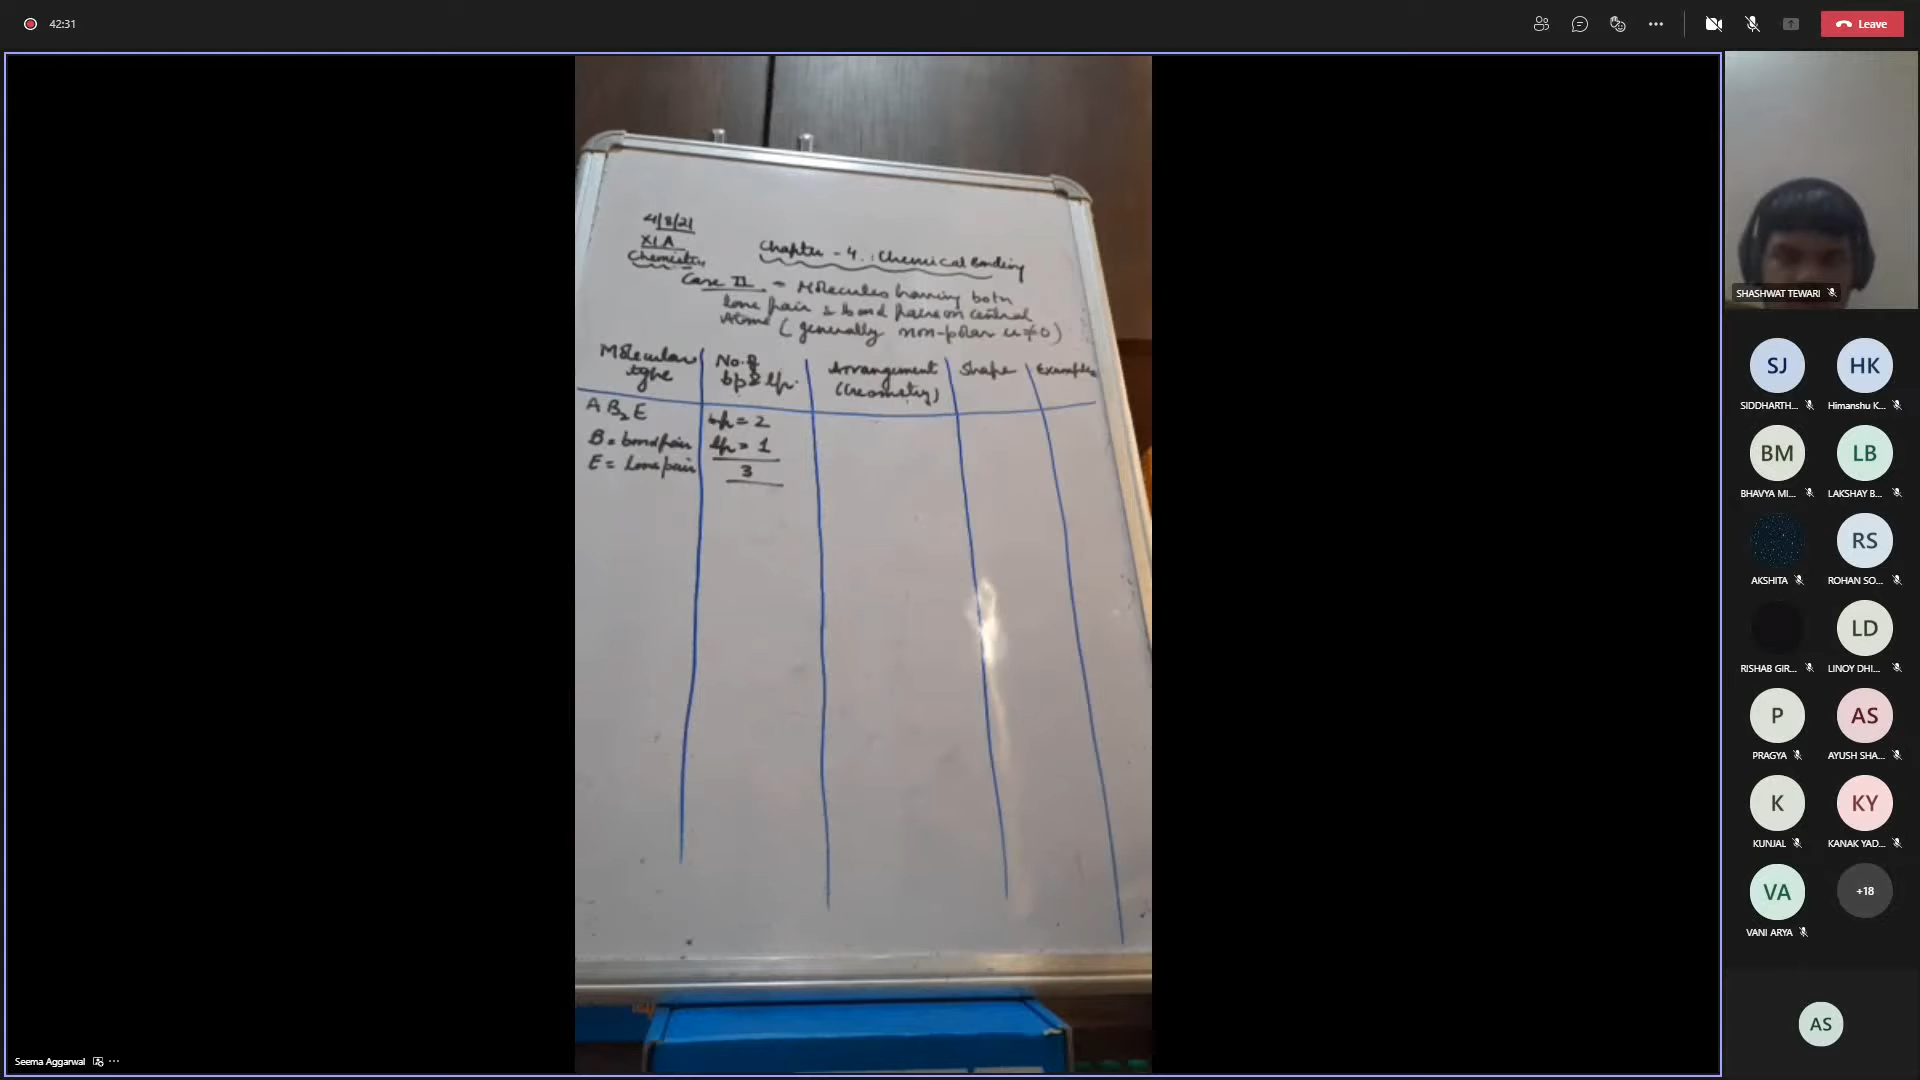 42:31
Leave
4/8/21
XI A
Chemistry
Chapter - 4. : Chemical Bonding
Case II - Molecules having both
lone pair & bond pairs on central
Atoms ( generally non-polar u ≠ 0 )
Molecular type
No. of bp & lp.
Arrangement (Geometry)
Shape
Examples
AB₂E
B = bond pair
E = Lone pair
bp = 2
lp = 1
3
SHASHWAT TEWARI
SJ
HK
SIDDHARTH...
Himanshu K...
BM
LB
BHAVYA MI...
LAKSHAY B...
RS
AKSHITA
ROHAN SO...
LD
RISHAB GIR...
LINOY DHI...
P
AS
PRAGYA
AYUSH SHA...
K
KY
KUNJAL
KANAK YAD...
VA
+18
VANI ARYA
AS
Seema Aggarwal